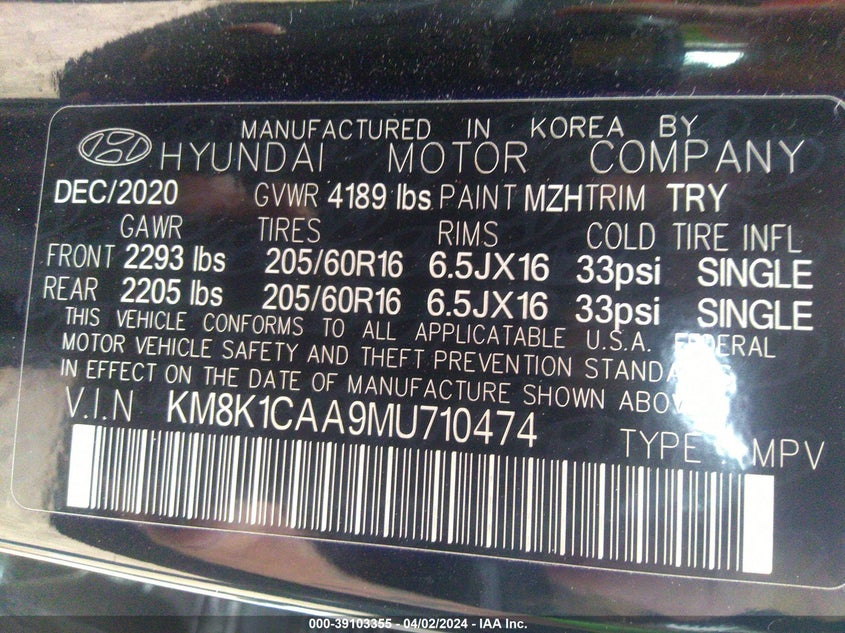 MANUFACTURED IN KOREA BY
HYUNDAI MOTOR COMPANY
DEC/2020 GVWR 4189 lbs PAINT MZH TRIM TRY
GAWR TIRES RIMS COLD TIRE INFL
FRONT 2293 lbs 205/60R16 6.5JX16 33psi SINGLE
REAR 2205 lbs 205/60R16 6.5JX16 33psi SINGLE
THIS VEHICLE CONFORMS TO ALL APPLICATABLE U.S.A. FEDERAL
MOTOR VEHICLE SAFETY AND THEFT PREVENTION
IN EFFECT ON THE DATE OF MANUFACTURE SHOWN
V.I.N KM8K1CAA9MU710474
TYPE MPV
000-39103355 - 04/02/2024 - IAA Inc.